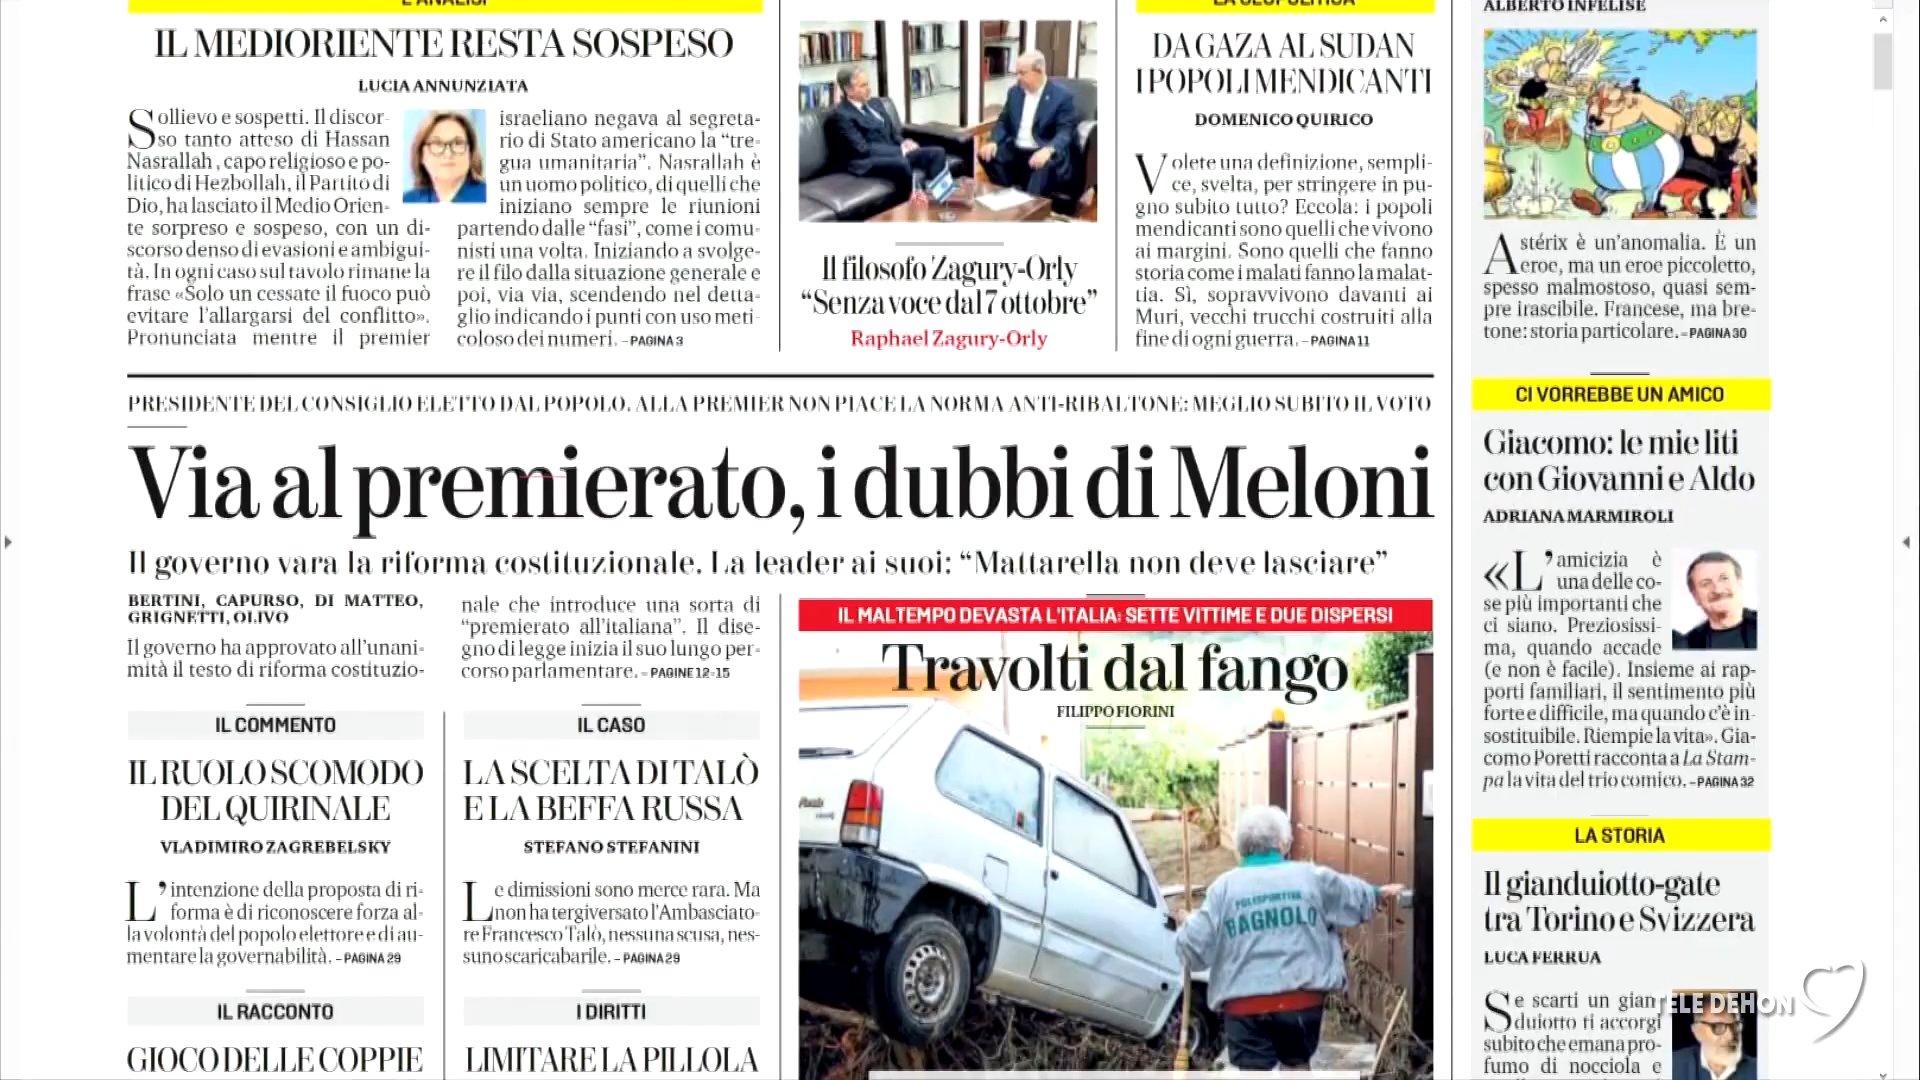 E ANALISI
IL MEDIORIENTE RESTA SOSPESO
LUCIA ANNUNZIATA
Sollievo e sospetti. Il discor-
so tanto atteso di Hassan
Nasrallah, capo religioso e po-
litico di Hezbollah, il Partito di
Dio, ha lasciato il Medio Orien-
te sorpreso e sospeso, con un di-
scorso denso di evasioni e ambigui-
tà. In ogni caso sul tavolo rimane la
frase «Solo un cessate il fuoco può
evitare l'allargarsi del conflitto».
Pronunciata mentre il premier
israeliano negava al segreta-
rio di Stato americano la “tre-
gua umanitaria”. Nasrallah è
un uomo politico, di quelli che
iniziano sempre le riunioni
partendo dalle “fasi”, come i comu-
nisti una volta. Iniziando a svolge-
re il filo dalla situazione generale e
poi, via via, scendendo nel detta-
glio indicando i punti con uso meti-
coloso dei numeri. - PAGINA 3
Il filosofo Zagury-Orly
“Senza voce dal 7 ottobre”
Raphael Zagury-Orly
LA GEOPOLITICA
DA GAZA AL SUDAN
I POPOLI MENDICANTI
DOMENICO QUIRICO
Volete una definizione, sempli-
ce, svelta, per stringere in pu-
gno subito tutto? Eccola: i popoli
mendicanti sono quelli che vivono
ai margini. Sono quelli che fanno
storia come i malati fanno la malat-
tia. Sì, sopravvivono davanti ai
Muri, vecchi trucchi costruiti alla
fine di ogni guerra. - PAGINA 11
ALBERTO INFELISE
Astérix è un'anomalia. È un
eroe, ma un eroe piccoletto,
spesso malmostoso, quasi sem-
pre irascibile. Francese, ma bre-
tone: storia particolare. - PAGINA 30
PRESIDENTE DEL CONSIGLIO ELETTO DAL POPOLO. ALLA PREMIER NON PIACE LA NORMA ANTI-RIBALTONE: MEGLIO SUBITO IL VOTO
Via al premierato, i dubbi di Meloni
Il governo vara la riforma costituzionale. La leader ai suoi: “Mattarella non deve lasciare”
BERTINI, CAPURSO, DI MATTEO,
GRIGNETTI, OLIVO
Il governo ha approvato all'unani-
mità il testo di riforma costituzio-
nale che introduce una sorta di
“premierato all'italiana”. Il dise-
gno di legge inizia il suo lungo per-
corso parlamentare. - PAGINE 12-15
IL COMMENTO
IL RUOLO SCOMODO
DEL QUIRINALE
VLADIMIRO ZAGREBELSKY
L'intenzione della proposta di ri-
forma è di riconoscere forza al-
la volontà del popolo elettore e di au-
mentare la governabilità. - PAGINA 29
IL RACCONTO
GIOCO DELLE COPPIE
IL CASO
LA SCELTA DI TALÒ
E LA BEFFA RUSSA
STEFANO STEFANINI
Le dimissioni sono merce rara. Ma
non ha tergiversato l'Ambasciato-
re Francesco Talò, nessuna scusa, nes-
suno scaricabarile. - PAGINA 29
I DIRITTI
LIMITARE LA PILLOLA
IL MALTEMPO DEVASTA L'ITALIA: SETTE VITTIME E DUE DISPERSI
Travolti dal fango
FILIPPO FIORINI
POLISPORTIVA
BAGNOLO
CI VORREBBE UN AMICO
Giacomo: le mie liti
con Giovanni e Aldo
ADRIANA MARMIROLI
«L'amicizia è
una delle co-
se più importanti che
ci siano. Preziosissi-
ma, quando accade
(e non è facile). Insieme ai rap-
porti familiari, il sentimento più
forte e difficile, ma quando c'è in-
sostituibile. Riempie la vita». Gia-
como Poretti racconta a La Stam-
pa la vita del trio comico. - PAGINA 32
LA STORIA
Il gianduiotto-gate
tra Torino e Svizzera
LUCA FERRUA
Se scarti un gian-
duiotto ti accorgi
subito che emana pro-
fumo di nocciola e
TELE DEHON